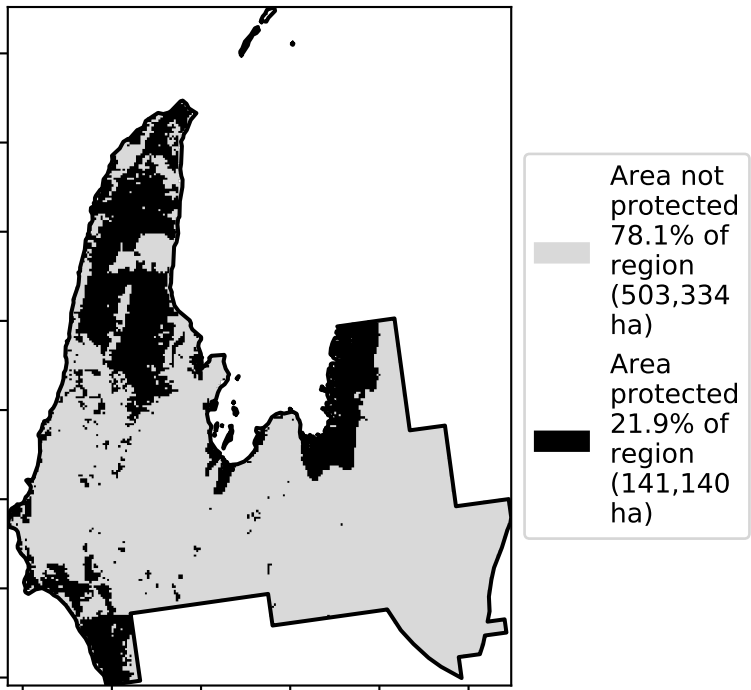 Area not
protected
78.1% of
region
(503,334
ha)
Area
protected
21.9% of
region
(141,140
ha)